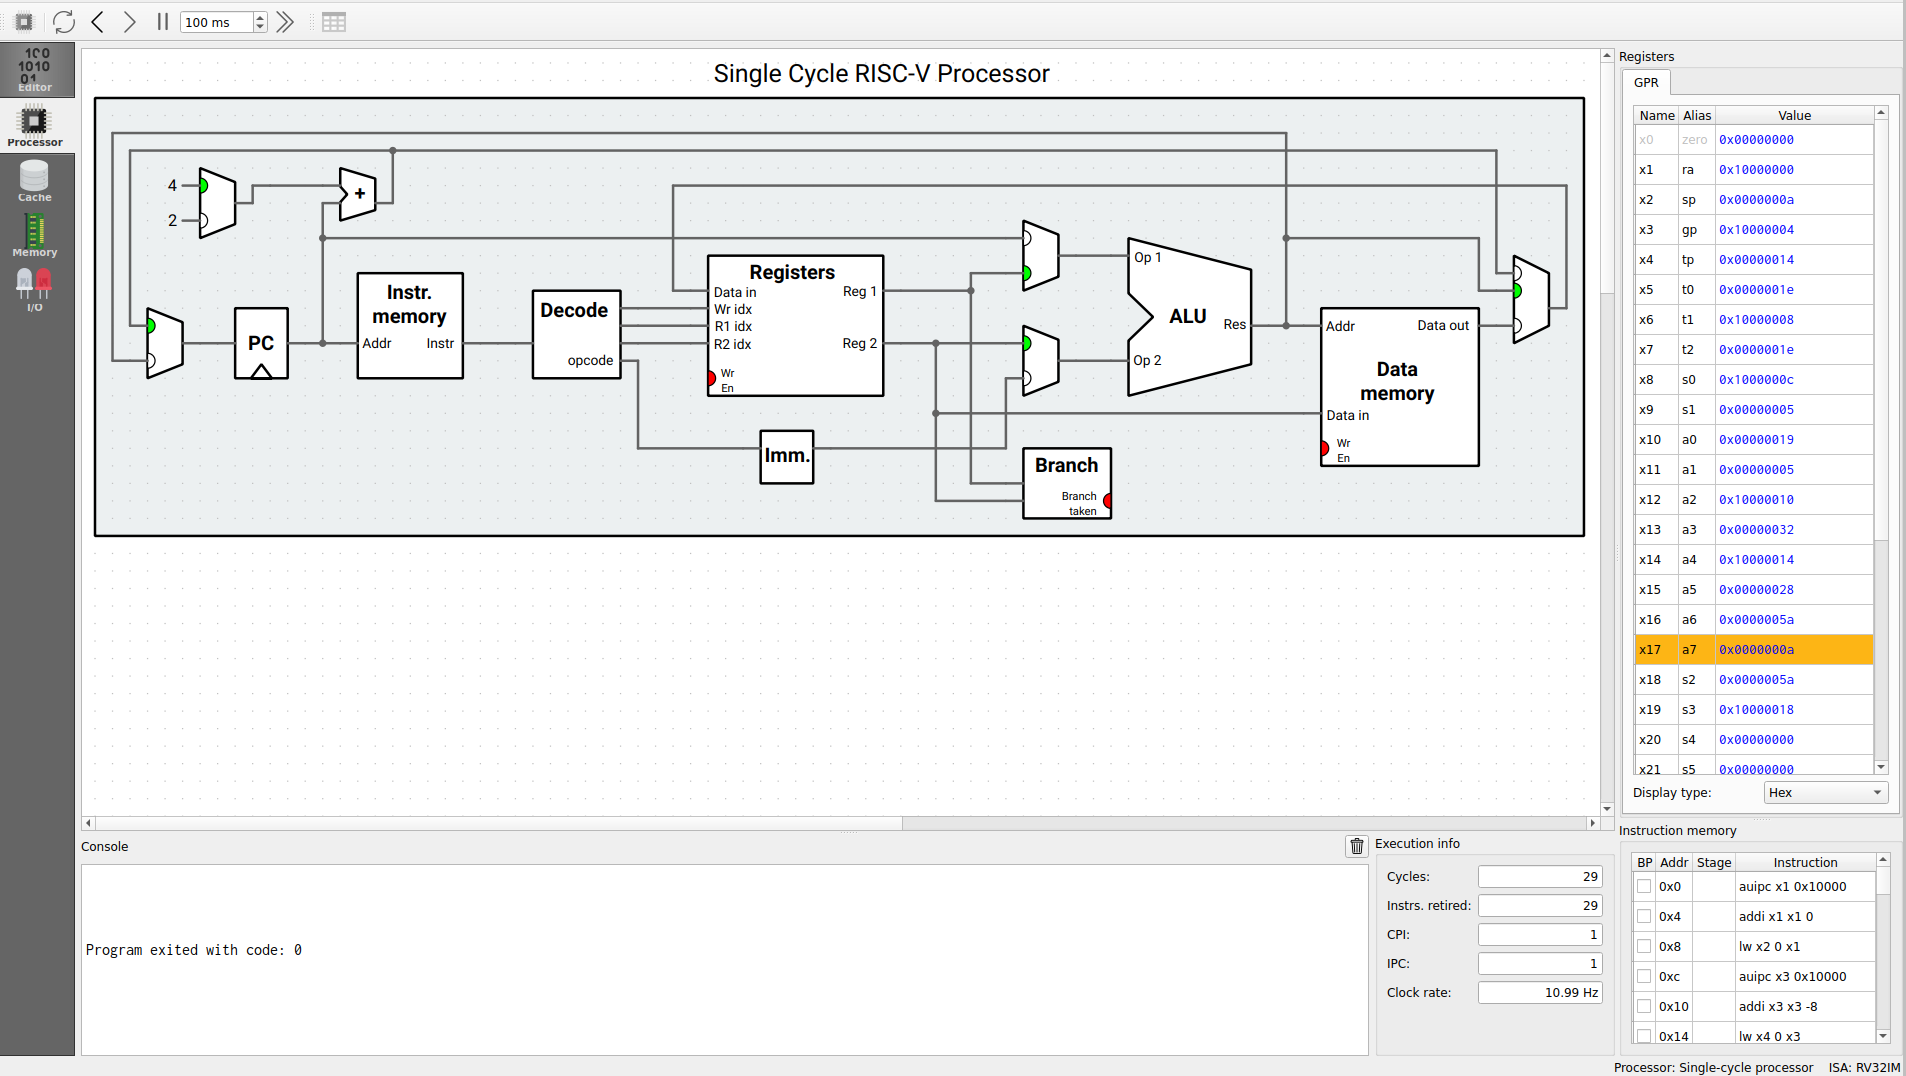 100 ms
100
1010
01
Editor
Processor
Cache
Memory
I/O
Single Cycle RISC-V Processor
4
2
+
PC
Instr.
memory
Addr
Instr
Decode
opcode
Registers
Data in
Wr idx
R1 idx
R2 idx
Wr
En
Reg 1
Reg 2
Imm.
Op 1
Op 2
ALU
Res
Branch
Branch
taken
Addr
Data out
Data
memory
Data in
Wr
En
Registers
GPR
Name Alias Value
x0 zero 0x00000000
x1 ra 0x10000000
x2 sp 0x0000000a
x3 gp 0x10000004
x4 tp 0x00000014
x5 t0 0x0000001e
x6 t1 0x10000008
x7 t2 0x0000001e
x8 s0 0x1000000c
x9 s1 0x00000005
x10 a0 0x00000019
x11 a1 0x00000005
x12 a2 0x10000010
x13 a3 0x00000032
x14 a4 0x10000014
x15 a5 0x00000028
x16 a6 0x0000005a
x17 a7 0x0000000a
x18 s2 0x0000005a
x19 s3 0x10000018
x20 s4 0x00000000
x21 s5 0x00000000
Display type: Hex
Console
Program exited with code: 0
Execution info
Cycles: 29
Instrs. retired: 29
CPI: 1
IPC: 1
Clock rate: 10.99 Hz
Instruction memory
BP Addr Stage Instruction
0x0 auipc x1 0x10000
0x4 addi x1 x1 0
0x8 lw x2 0 x1
0xc auipc x3 0x10000
0x10 addi x3 x3 -8
0x14 lw x4 0 x3
Processor: Single-cycle processor ISA: RV32IM